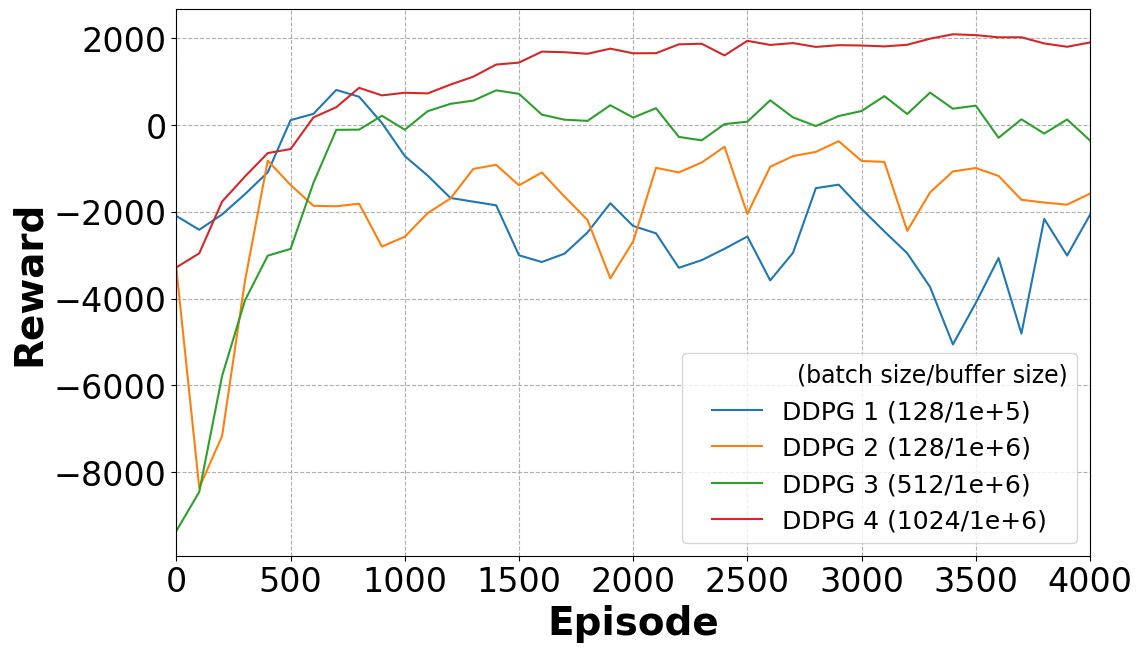 2000
0
−2000
−4000
−6000
−8000
Reward
(batch size/buffer size)
DDPG 1 (128/1e+5)
DDPG 2 (128/1e+6)
DDPG 3 (512/1e+6)
DDPG 4 (1024/1e+6)
0 500 1000 1500 2000 2500 3000 3500 4000
Episode